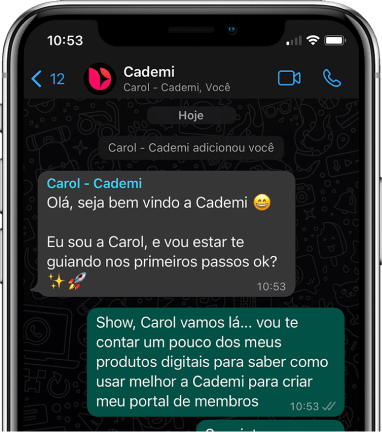 10:53
12
Cademi
Carol - Cademi, Você
Hoje
Carol - Cademi adicionou você
Carol - Cademi
Olá, seja bem vindo a Cademi 😄
Eu sou a Carol, e vou estar te
guiando nos primeiros passos ok?
✨🚀
10:53
Show, Carol vamos lá... vou te
contar um pouco dos meus
produtos digitais para saber como
usar melhor a Cademi para criar
meu portal de membros
10:53